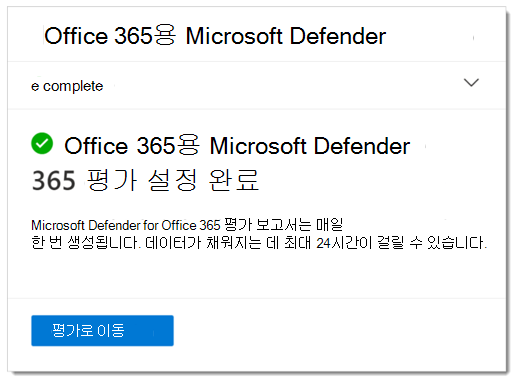 Office 365용 Microsoft Defender
e complete
Office 365용 Microsoft Defender
365 평가 설정 완료
Microsoft Defender for Office 365 평가 보고서는 매일
한 번 생성됩니다. 데이터가 채워지는 데 최대 24시간이 걸릴 수 있습니다.
평가로 이동